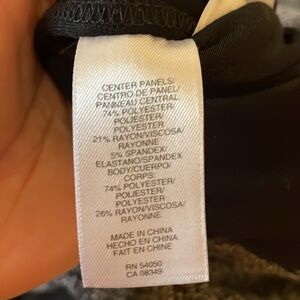 CENTER PANELS/
CENTRO DE PANEL/
PANNEAU CENTRAL.
74% POLYESTER/
POLIESTER/
POLYESTER
21% RAYON/VISCOSA/
RAYONNE
5% SPANDEX/
ELASTANO/SPANDEX
BODY/CUERPO/
CORPS:
74% POLYESTER/
POLIESTER/
POLYESTER
26% RAYON/VISCOSA/
RAYONNE
MADE IN CHINA
HECHO EN CHINA
FAIT EN CHINE
RN 54050
CA 08349